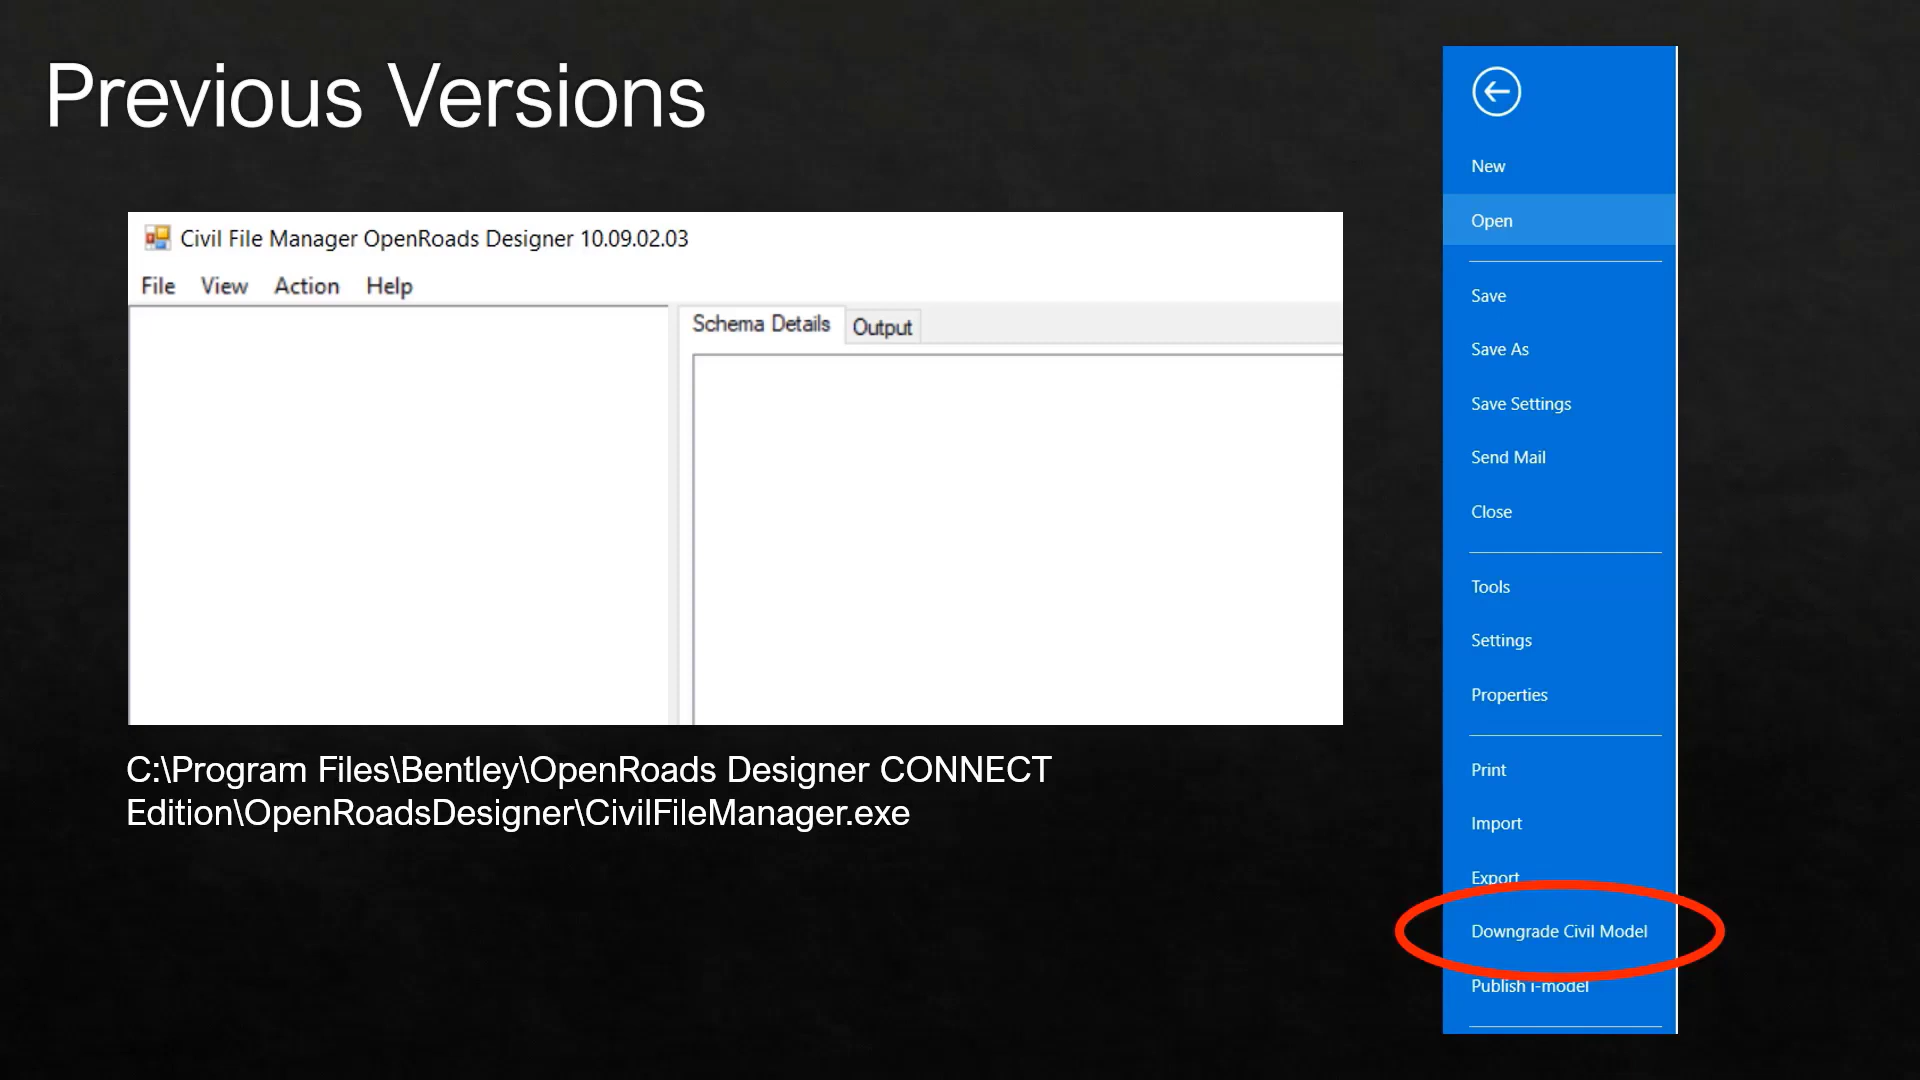 Previous Versions
Civil File Manager OpenRoads Designer 10.09.02.03
File View Action Help
Schema Details Output
C:\Program Files\Bentley\OpenRoads Designer CONNECT
Edition\OpenRoadsDesigner\CivilFileManager.exe
New
Open
Save
Save As
Save Settings
Send Mail
Close
Tools
Settings
Properties
Print
Import
Export
Downgrade Civil Model
Publish i-model